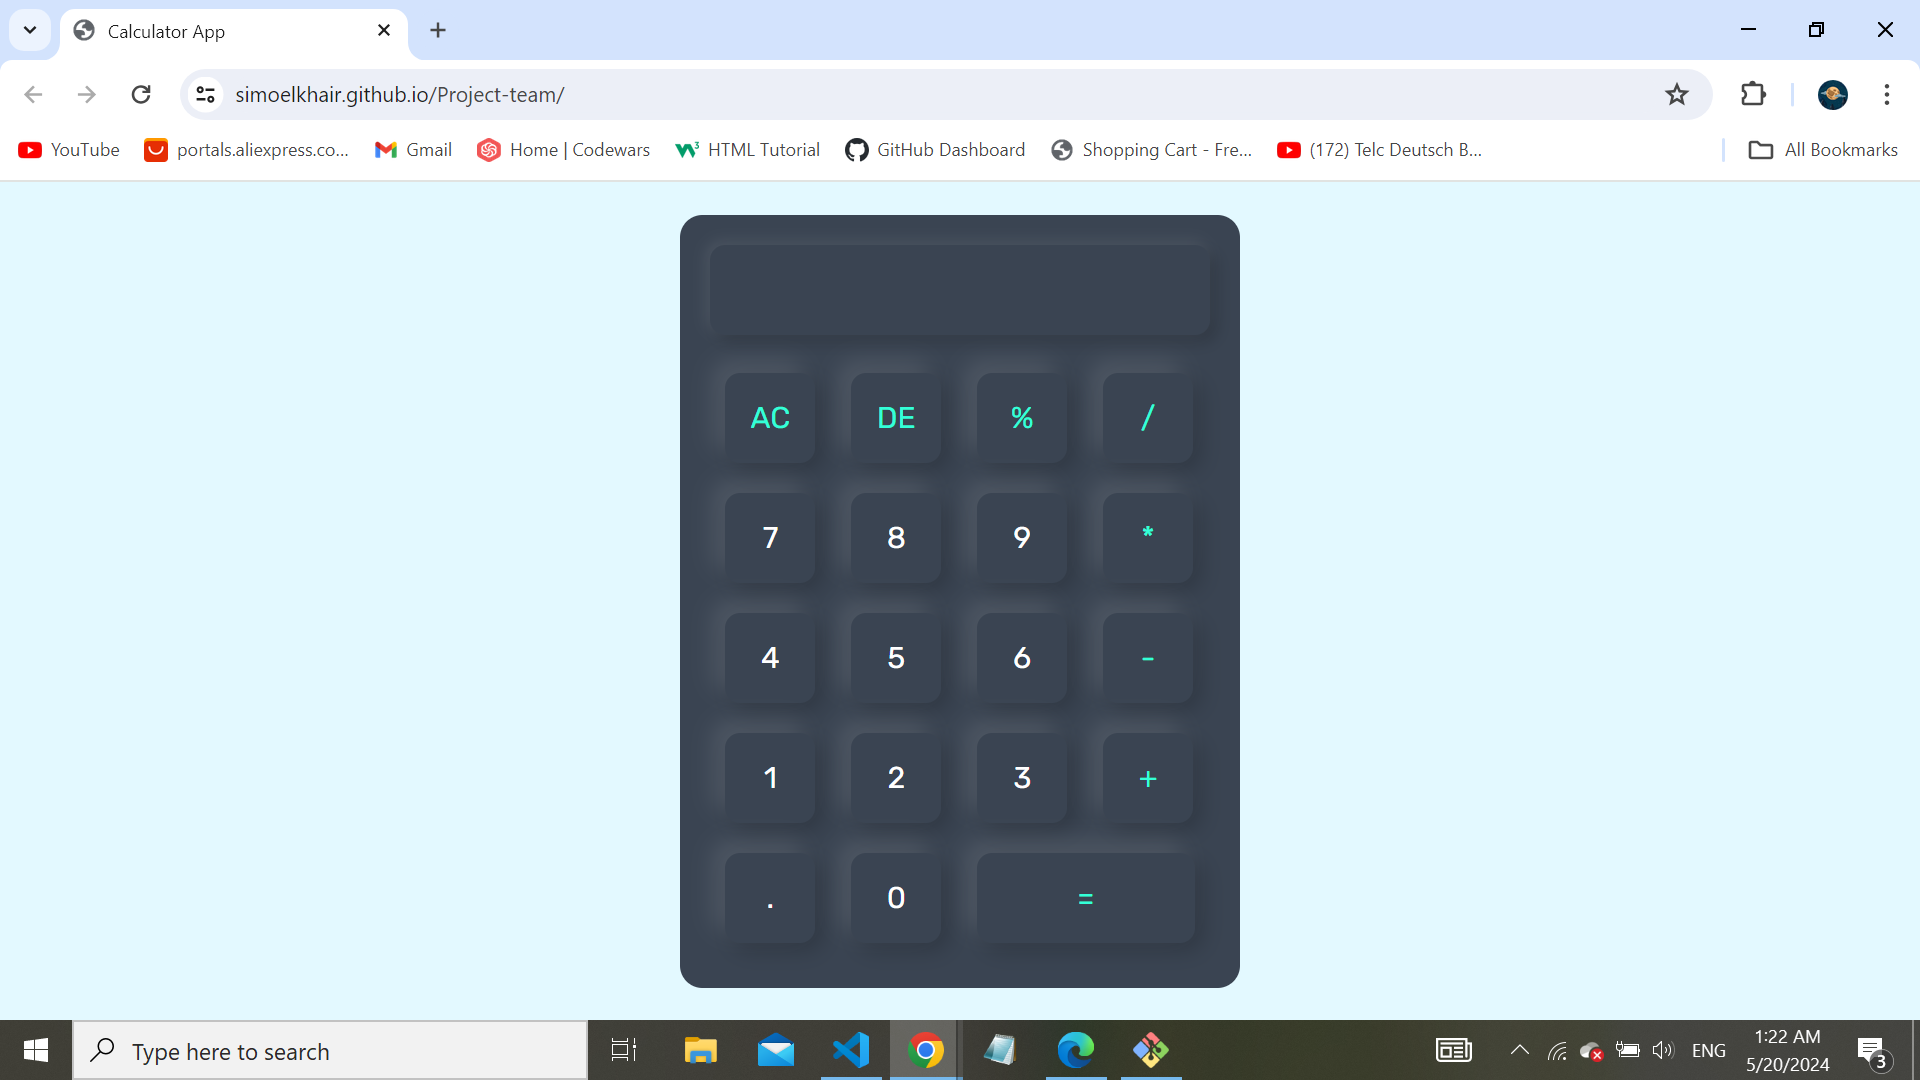 Calculator App
simoelkhair.github.io/Project-team/
YouTube portals.aliexpress.co... Gmail Home | Codewars HTML Tutorial GitHub Dashboard Shopping Cart - Fre... (172) Telc Deutsch B... All Bookmarks
AC DE % /
7 8 9 *
4 5 6 -
1 2 3 +
. 0 =
Type here to search
ENG
1:22 AM
5/20/2024
3